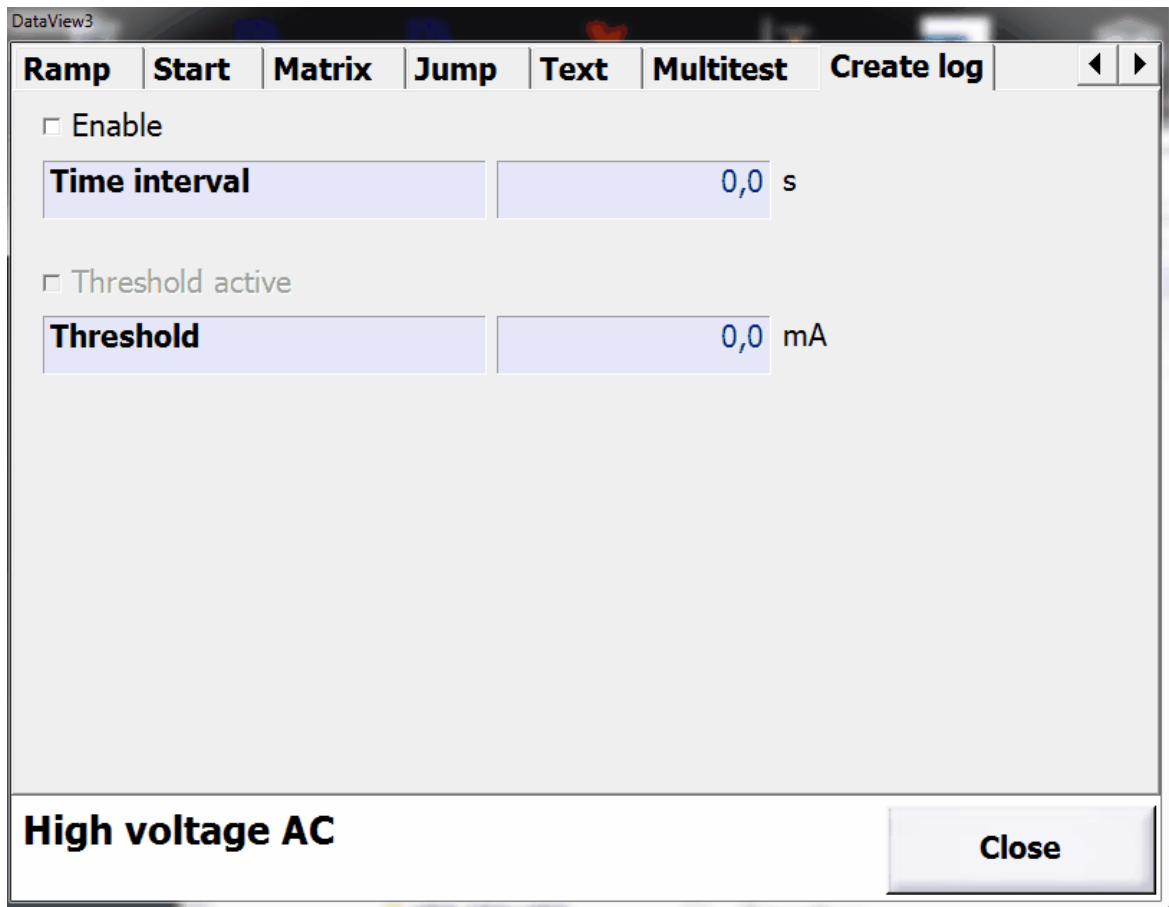 DataView3
Ramp Start Matrix Jump Text Multitest Create log
Enable
Time interval 0,0 s
Threshold active
Threshold 0,0 mA
High voltage AC
Close